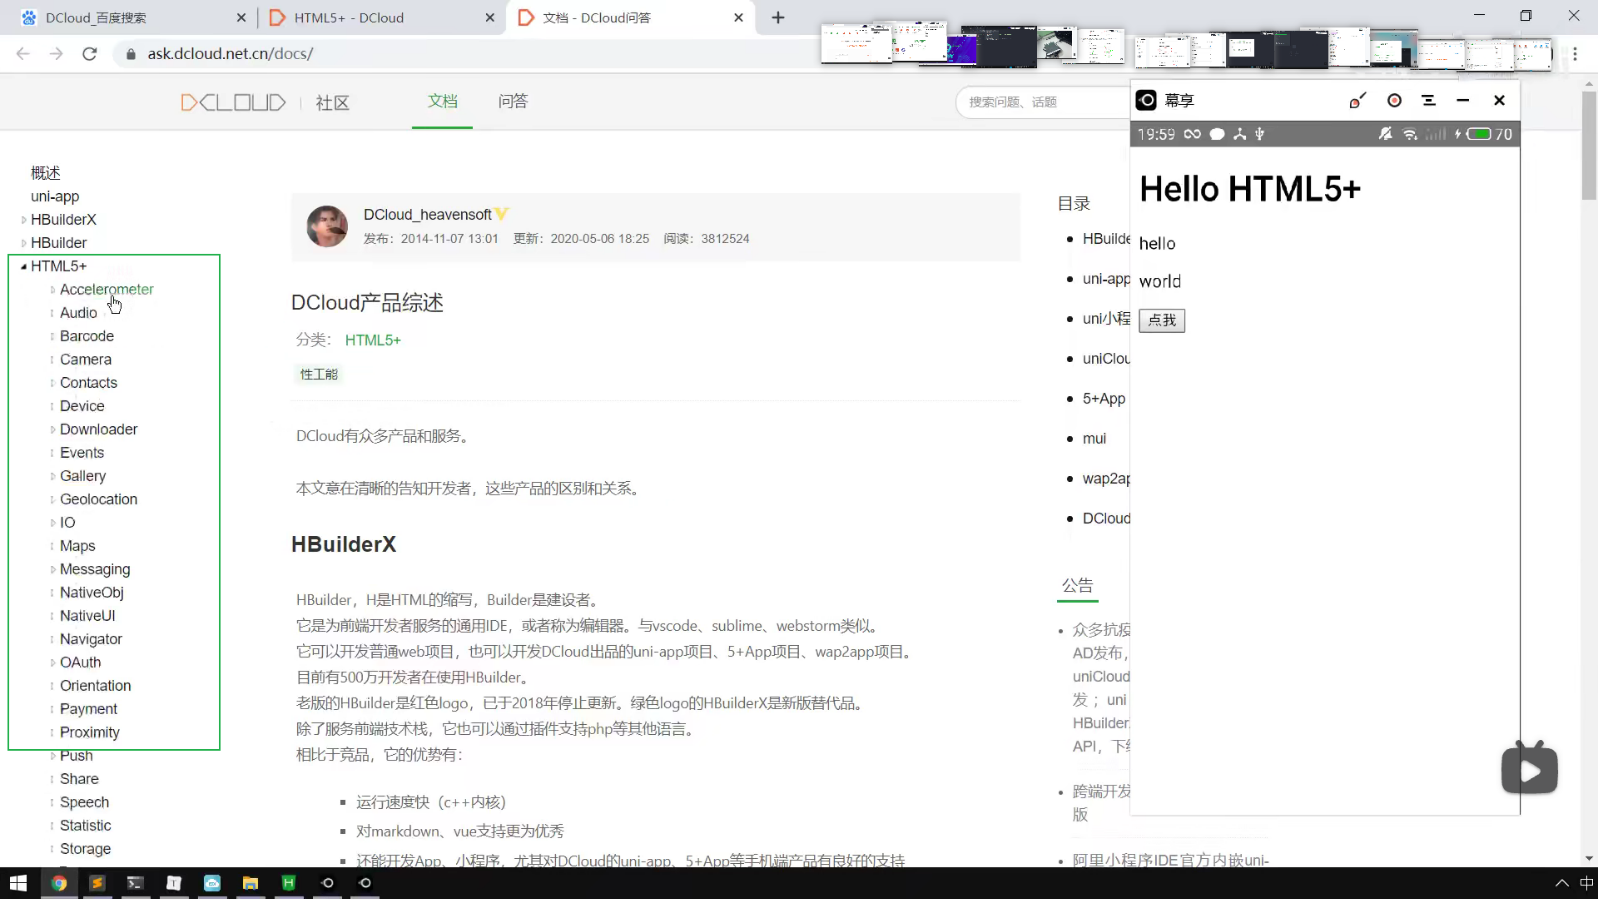 DCloud_百度搜索
HTML5+ - DCloud
文档 - DCloud问答
ask.dcloud.net.cn/docs/
DCLOUD
社区
文档
问答
搜索问题、话题
概述
uni-app
HBuilderX
HBuilder
HTML5+
Accelerometer
Audio
Barcode
Camera
Contacts
Device
Downloader
Events
Gallery
Geolocation
IO
Maps
Messaging
NativeObj
NativeUI
Navigator
OAuth
Orientation
Payment
Proximity
Push
Share
Speech
Statistic
Storage
DCloud_heavensoft
发布：2014-11-07 13:01 更新：2020-05-06 18:25 阅读：3812524
DCloud产品综述
分类： HTML5+
性工能
DCloud有众多产品和服务。
本文章在清晰的告知开发者，这些产品的区别和关系。
HBuilderX
HBuilder，H是HTML的缩写，Builder是建设者。
它是为前端开发者服务的通用IDE，或者称为编辑器。与vscode、sublime、webstorm类似。
它可以开发普通web项目，也可以开发DCloud出品的uni-app项目、5+App项目、wap2app项目。
目前有500万开发者在使用HBuilder。
老版的HBuilder是红色logo，已于2018年停止更新。绿色logo的HBuilderX是新版替代品。
除了服务前端技术栈，它也可以通过插件支持php等其他语言。
相比于竞品，它的优势有：
运行速度快（c++内核）
对markdown、vue支持更为优秀
还能开发App、小程序，尤其对DCloud的uni-app、5+App等手机端产品有良好的支持
目录
HBuilde
uni-app
uni小程
uniClou
5+App
mui
wap2ap
DCloud
公告
众多抗疫
AD发布，
uniCloud
发；uni
HBuilder
API，下纟
跨端开发
版
阿里小程序IDE官方内嵌uni-
幕享
19:59
70
Hello HTML5+
hello
world
点我
中